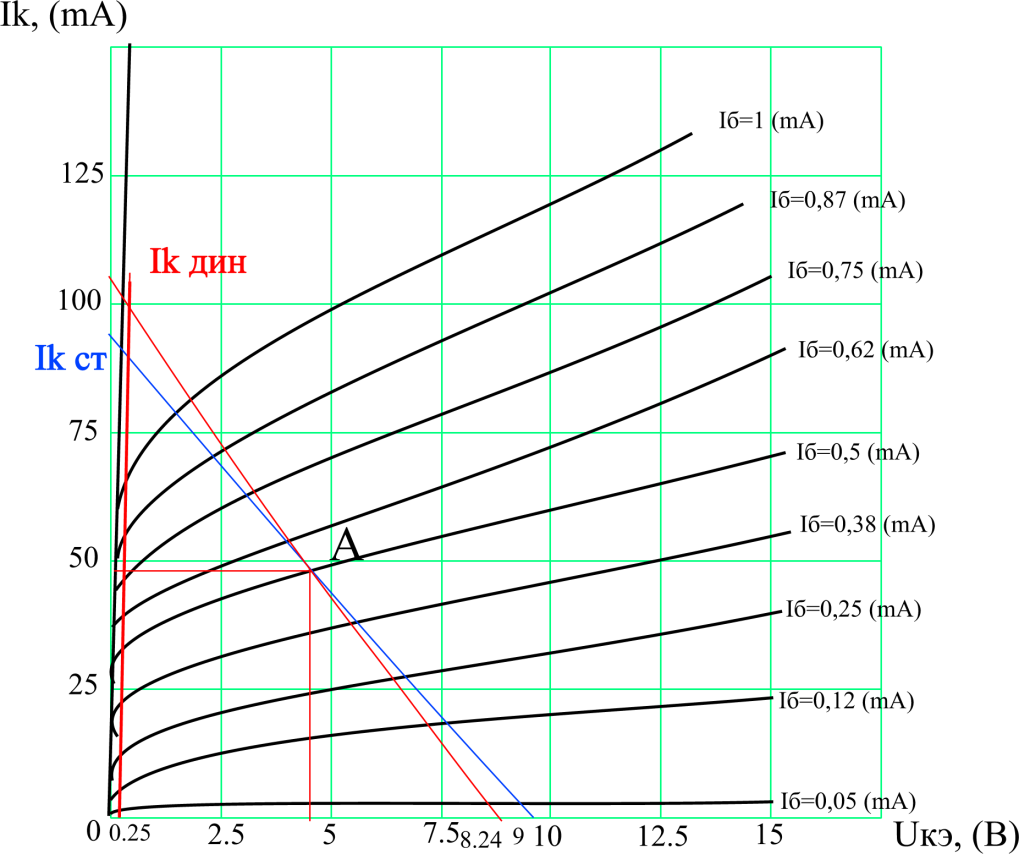 Ik, (mA)
Iб=1 (mA)
125
Iб=0,87 (mA)
Ik дин
Iб=0,75 (mA)
100
Ik ст
Iб=0,62 (mA)
75
Iб=0,5 (mA)
Iб=0,38 (mA)
50
A
Iб=0,25 (mA)
25
Iб=0,12 (mA)
Iб=0,05 (mA)
0 0.25 2.5 5 7.5 8.24 9 10 12.5 15 Uкэ, (В)